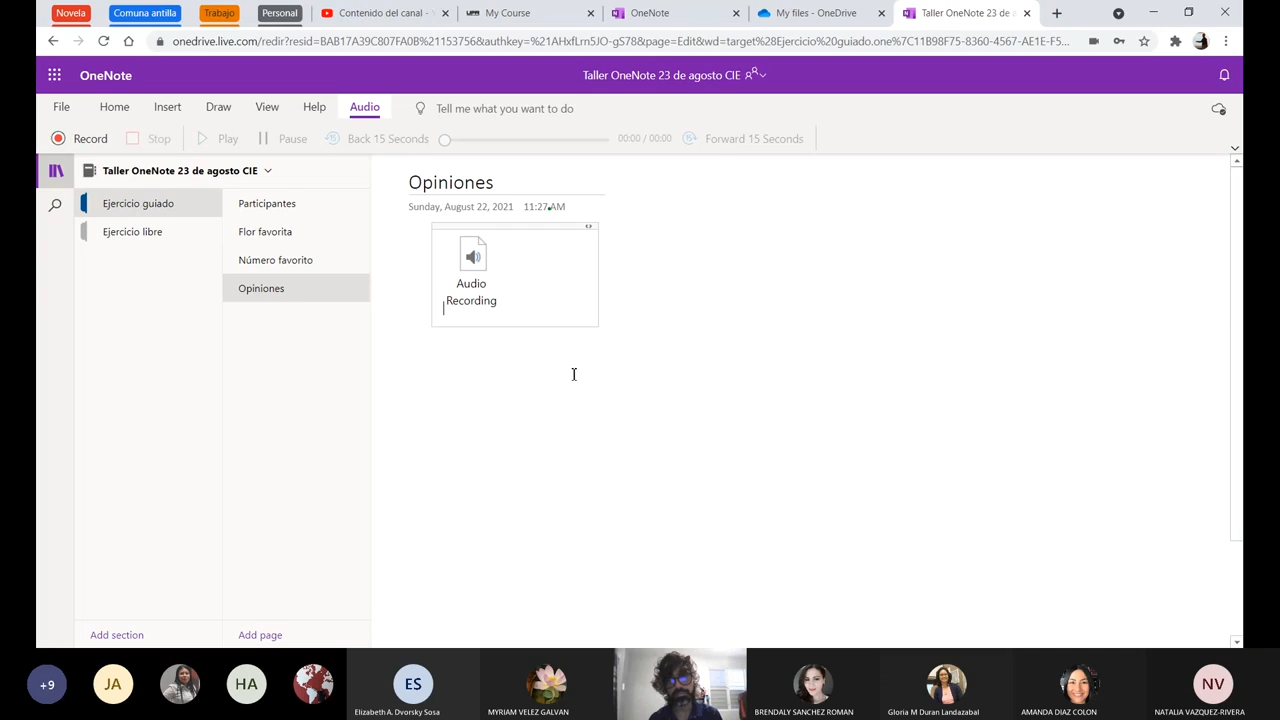 Novela
Comuna antilla
Trabajo
Personal
Contenido del canal -
My Course
OneNote
My files - OneDrive
Taller OneNote 23 de a
onedrive.live.com/redir?resid=BAB17A39C807FA0B%21153756&authkey=%21AHxfLrn5JO-gS78&page=Edit&wd=target%28Ejercicio%20guiado.one%7C11B98F75-8360-4567-AE1E-F5...
OneNote
Taller OneNote 23 de agosto CIE
File
Home
Insert
Draw
View
Help
Audio
Tell me what you want to do
Record
Stop
Play
Pause
Back 15 Seconds
00:00 / 00:00
Forward 15 Seconds
Taller OneNote 23 de agosto CIE
Ejercicio guiado
Ejercicio libre
Participantes
Flor favorita
Número favorito
Opiniones
Opiniones
Sunday, August 22, 2021 11:27 AM
Audio
Recording
Add section
Add page
+9
JA
HA
ES
Elizabeth A. Dvorsky Sosa
MYRIAM VELEZ GALVAN
BRENDALY SANCHEZ ROMAN
Gloria M Duran Landazabal
AMANDA DIAZ COLON
NV
NATALIA VAZQUEZ-RIVERA